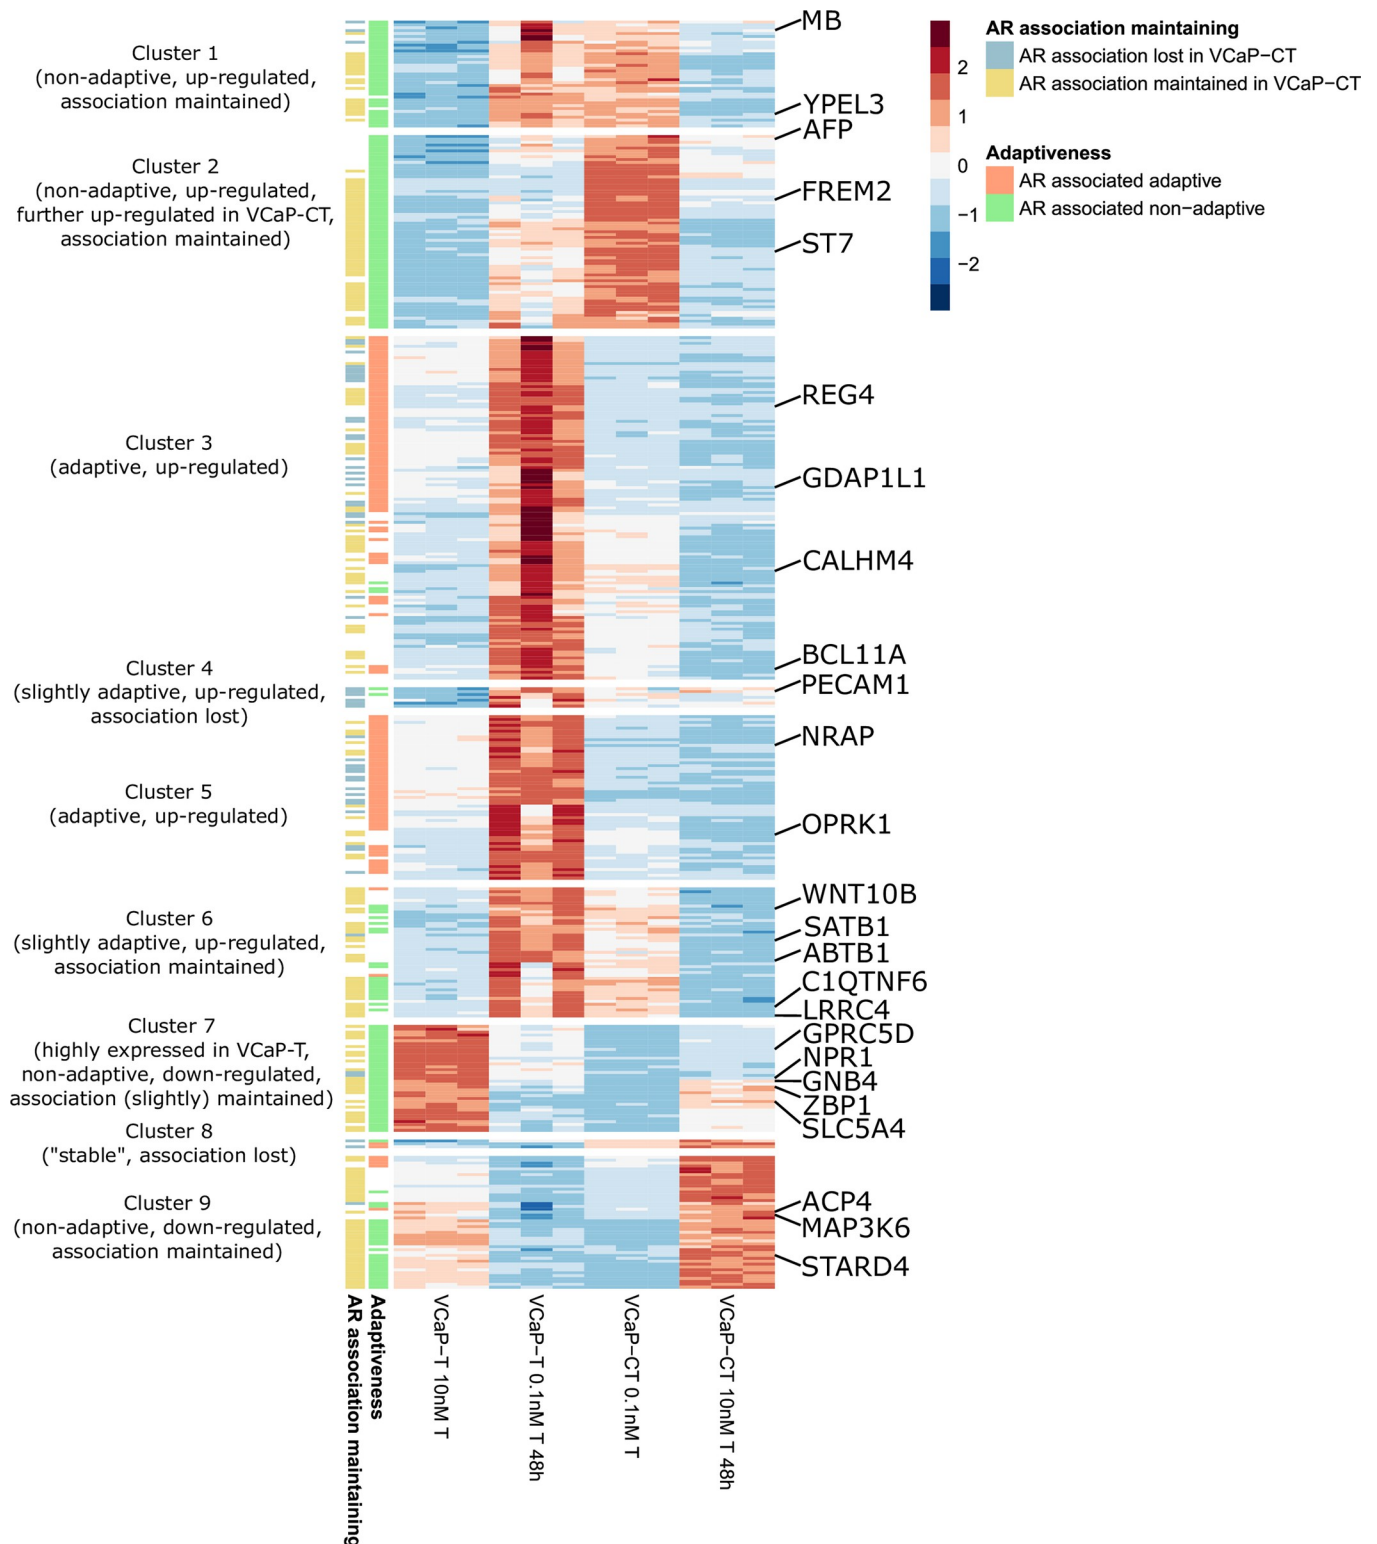 Cluster 1
(non-adaptive, up-regulated,
association maintained)
Cluster 2
(non-adaptive, up-regulated,
further up-regulated in VCaP-CT,
association maintained)
Cluster 3
(adaptive, up-regulated)
Cluster 4
(slightly adaptive, up-regulated,
association lost)
Cluster 5
(adaptive, up-regulated)
Cluster 6
(slightly adaptive, up-regulated,
association maintained)
Cluster 7
(highly expressed in VCaP-T,
non-adaptive, down-regulated,
association (slightly) maintained)
Cluster 8
("stable", association lost)
Cluster 9
(non-adaptive, down-regulated,
association maintained)
MB
YPEL3
AFP
FREM2
ST7
REG4
GDAP1L1
CALHM4
BCL11A
PECAM1
NRAP
OPRK1
WNT10B
SATB1
ABTB1
C1QTNF6
LRRC4
GPRC5D
NPR1
GNB4
ZBP1
SLC5A4
ACP4
MAP3K6
STARD4
2
1
0
−1
−2
AR association maintaining
AR association lost in VCaP−CT
AR association maintained in VCaP−CT
Adaptiveness
AR associated adaptive
AR associated non−adaptive
AR association maintaining
Adaptiveness
VCaP−T 10nM T
VCaP−T 0.1nM T 48h
VCaP−CT 0.1nM T
VCaP−CT 10nM T 48h